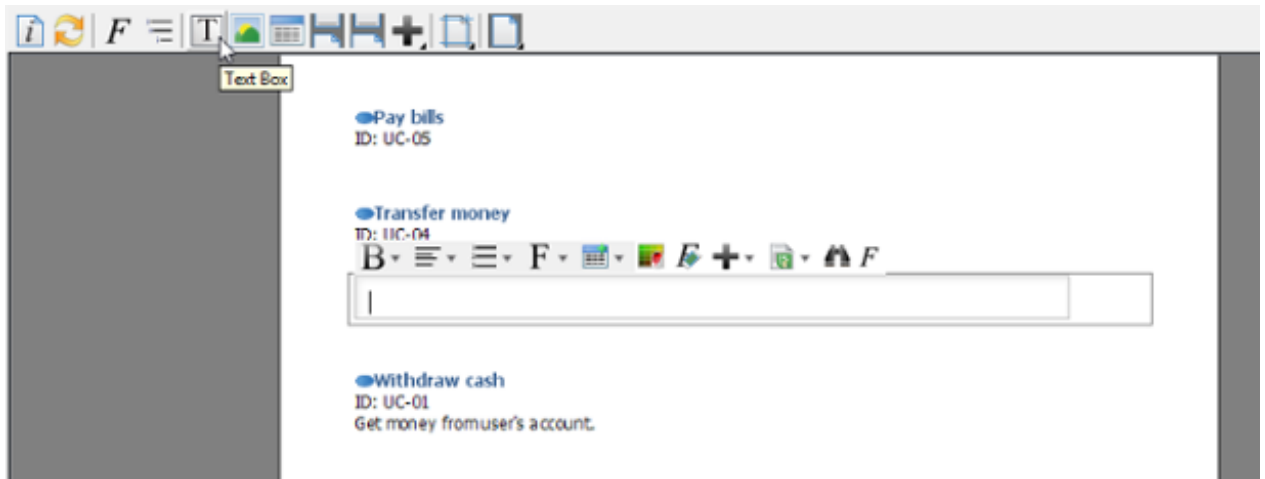 F T
Text Box
Pay bills
ID: UC-05
Transfer money
ID: UC-04
B F F F
Withdraw cash
ID: UC-01
Get money fromuser's account.